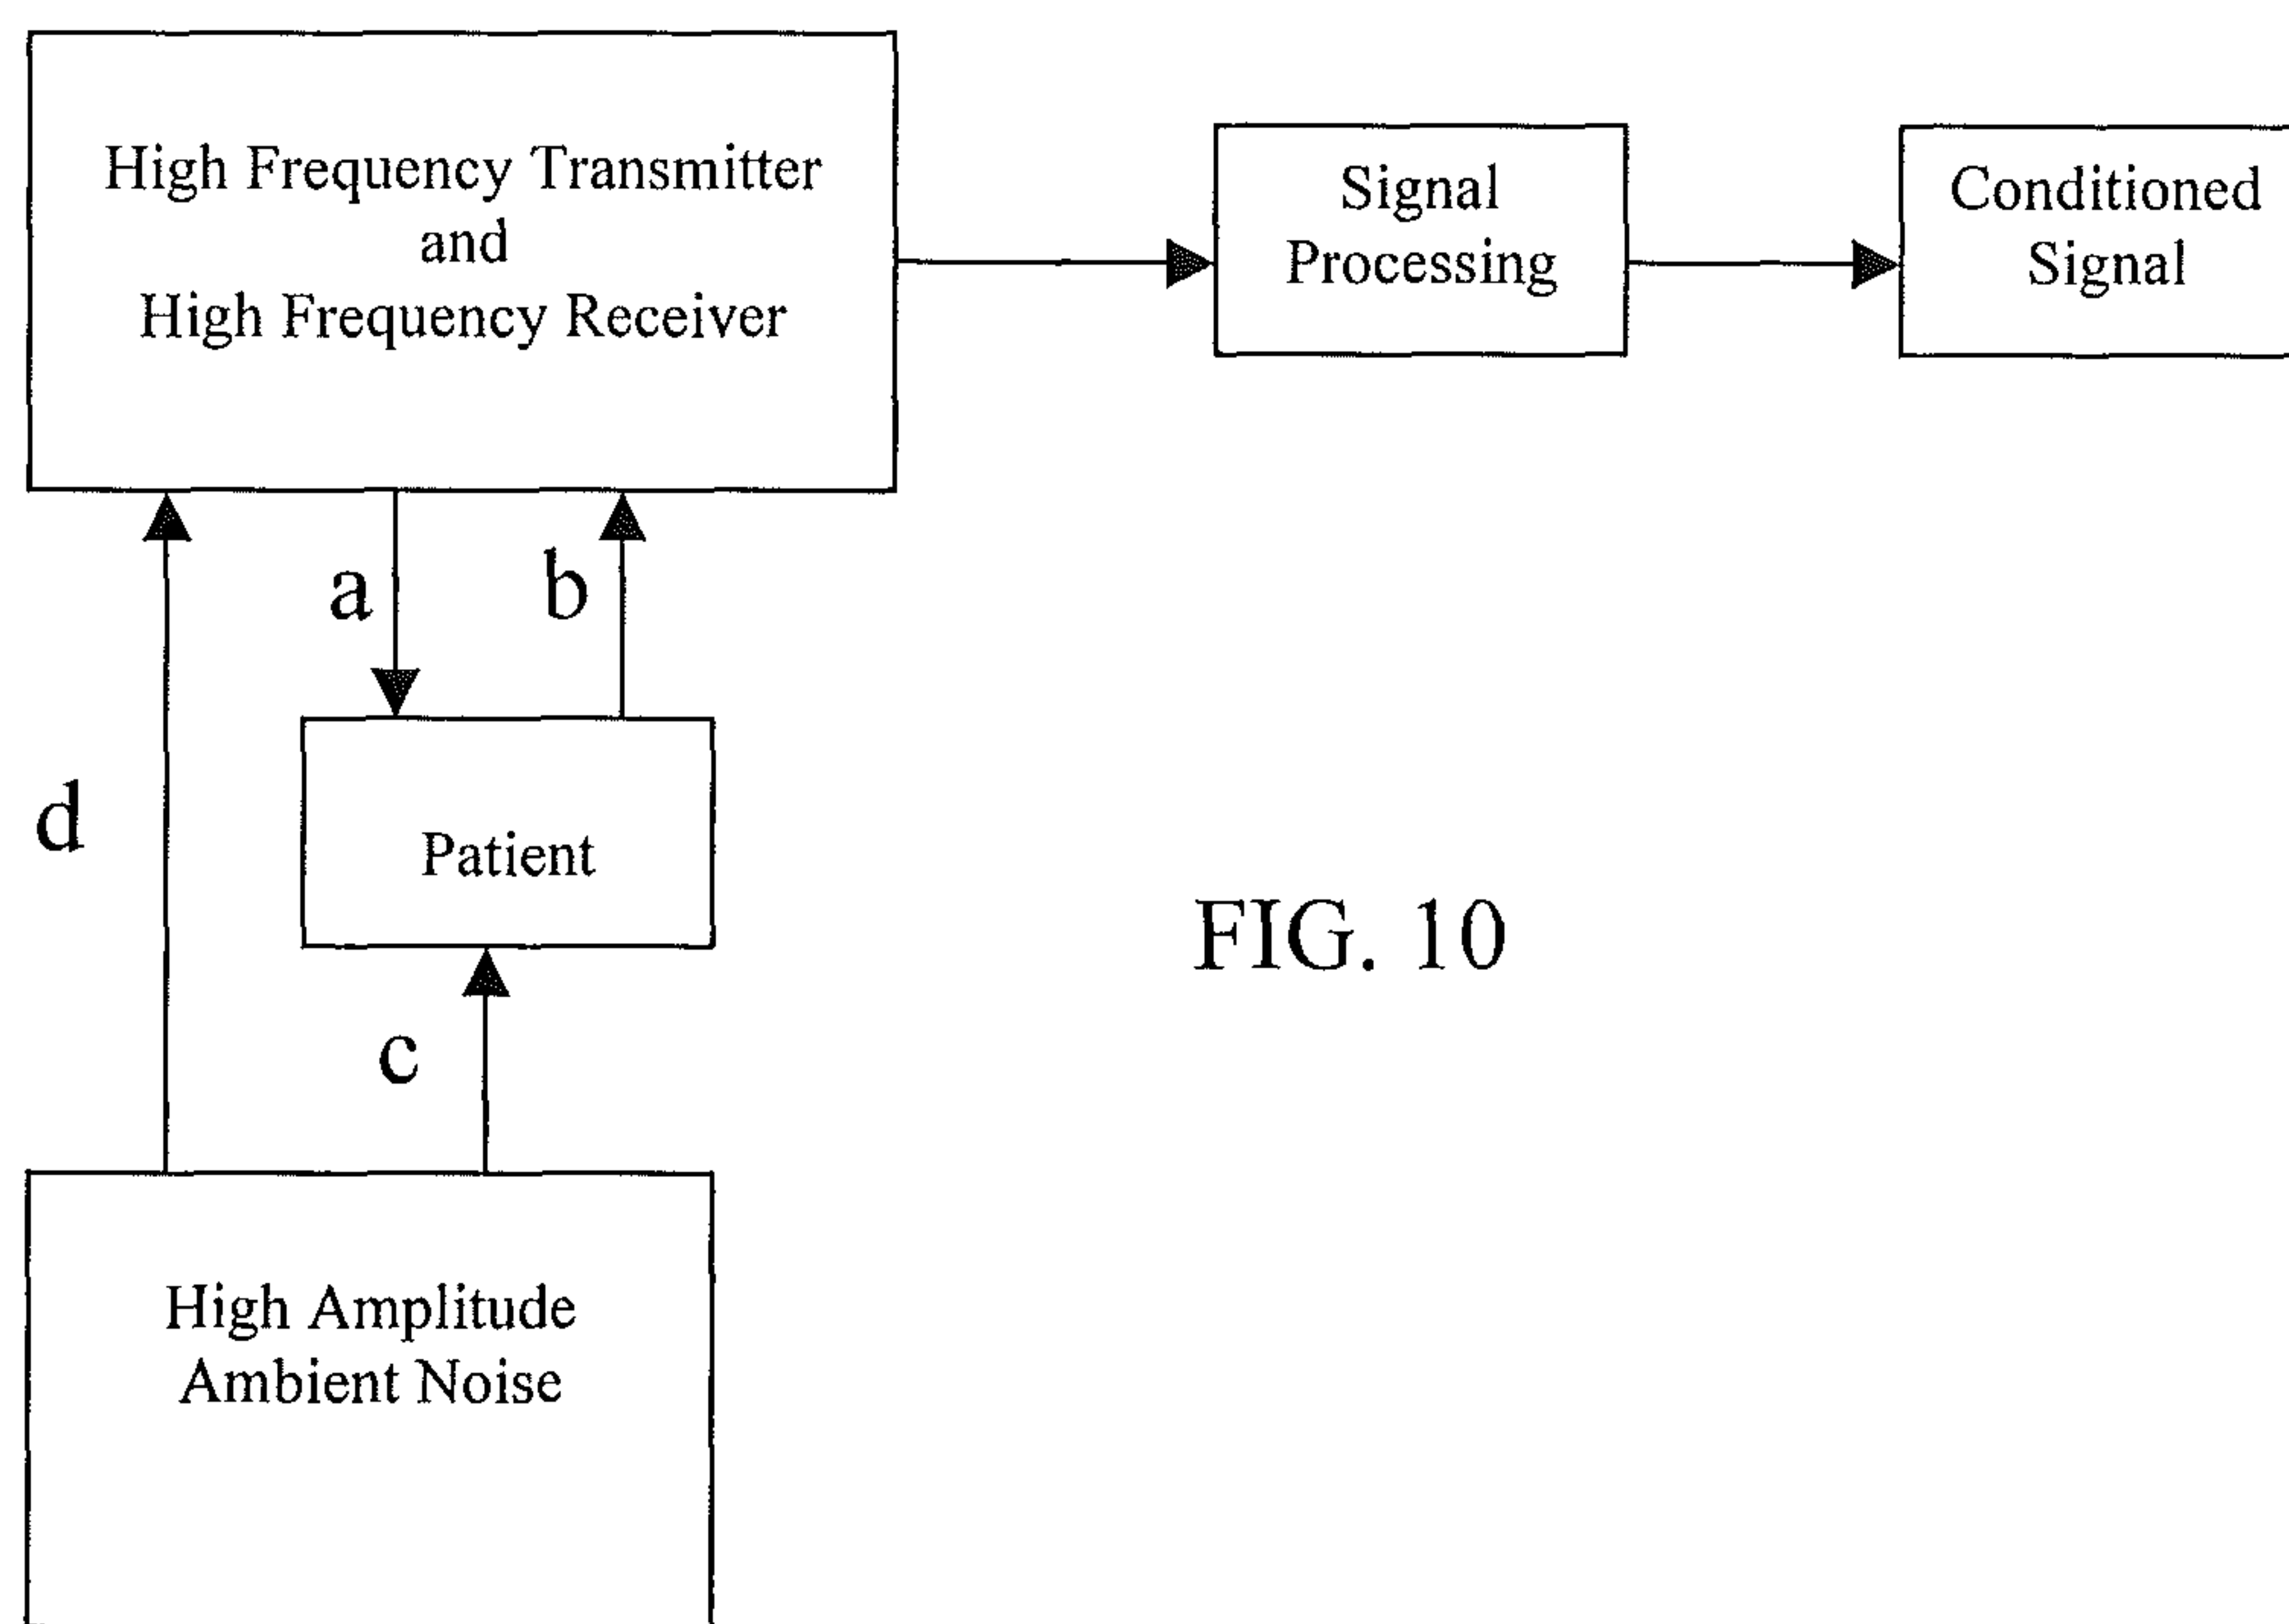 High Frequency Transmitter
and
High Frequency Receiver
Signal
Processing
Conditioned
Signal
a
b
d
Patient
c
FIG. 10
High Amplitude
Ambient Noise